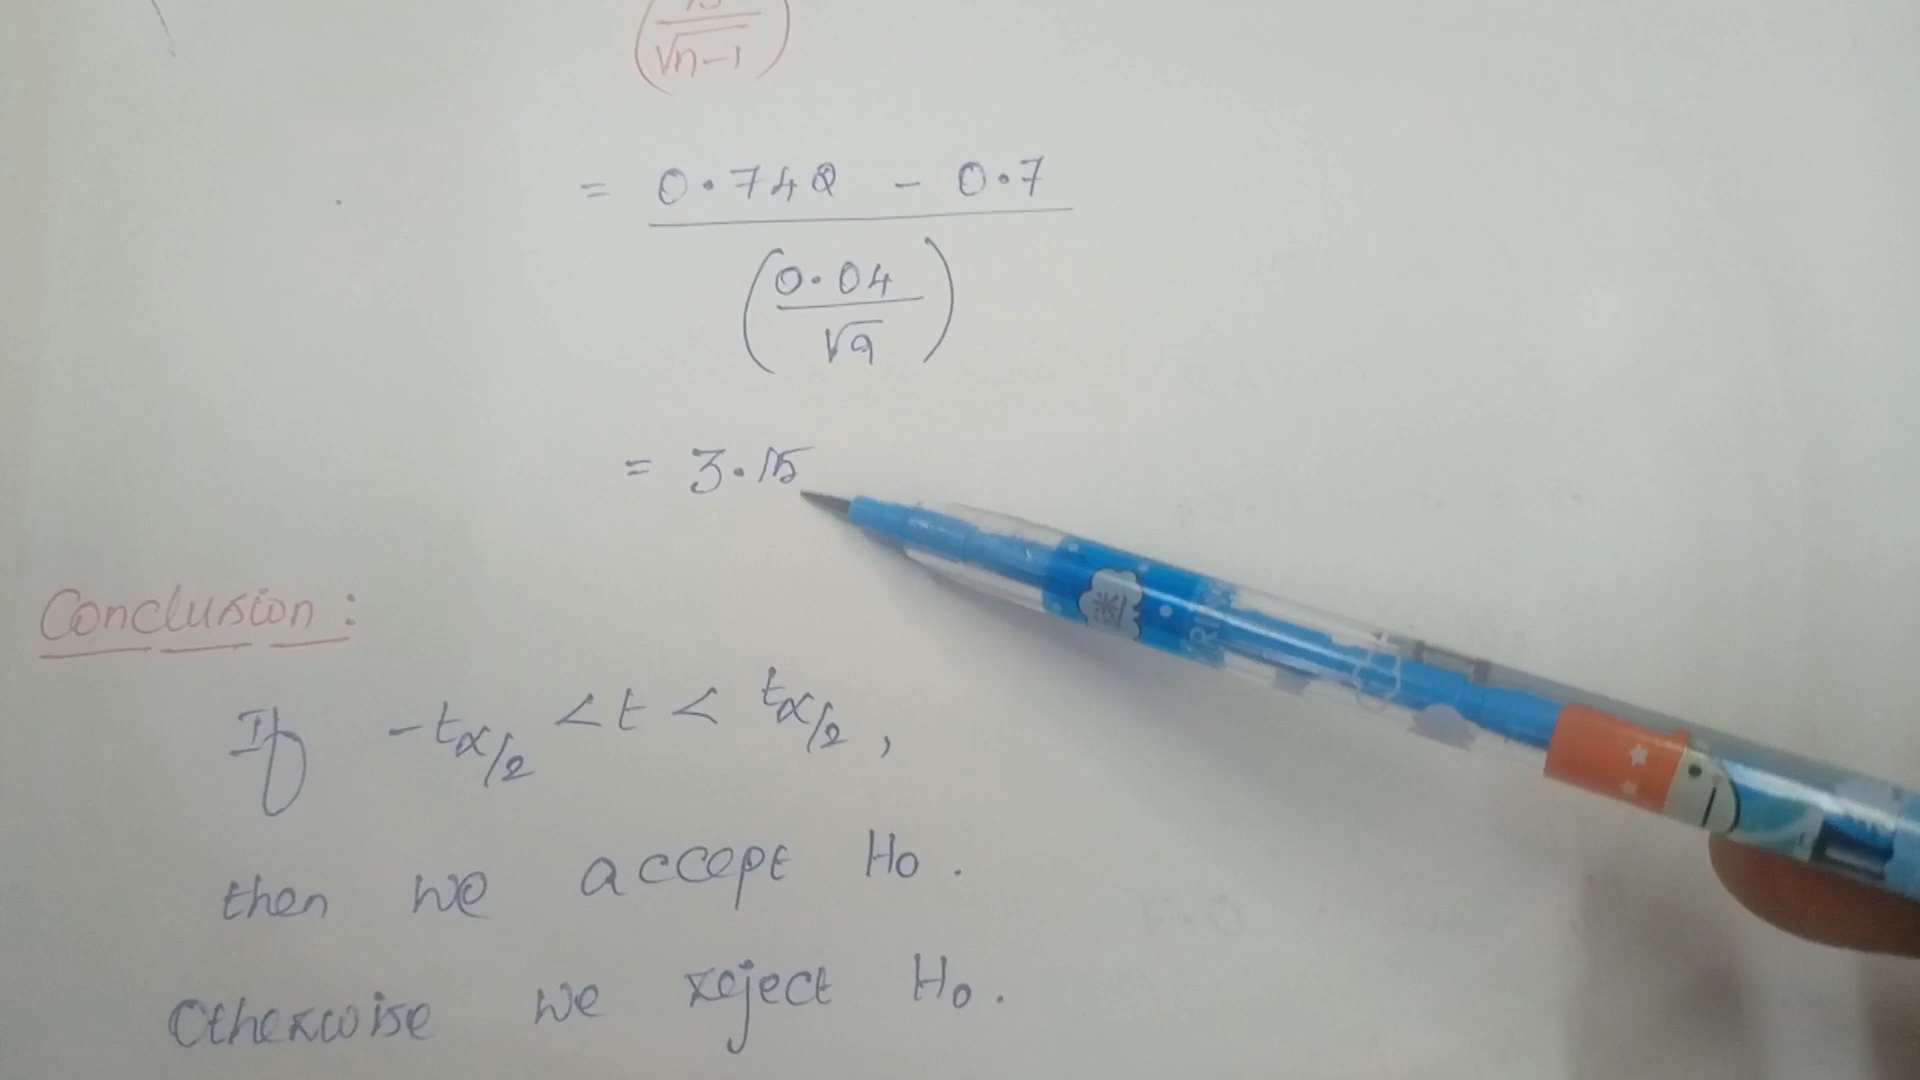 (s/√n-1)
= 0.742 - 0.7
(0.04/√9)
= 3.15
Conclusion:
If -tα/2 < t < tα/2,
then we accept H0.
Otherwise we reject H0.